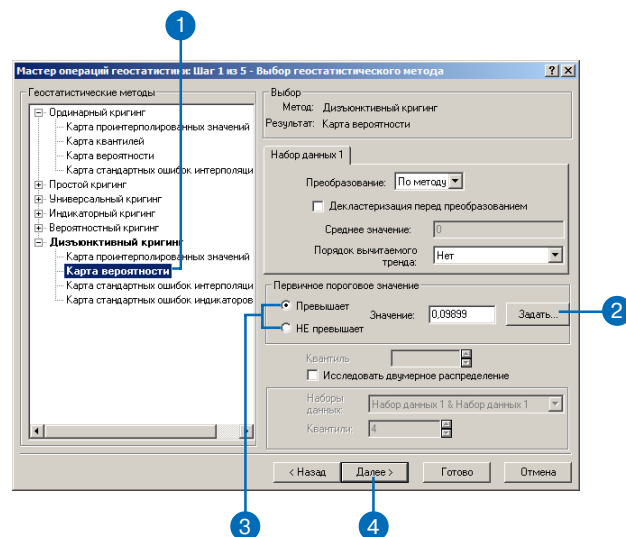 1
Мастер операций геостатистики: Шаг 1 из 5 - Выбор геостатистического метода
Геостатистические методы
Ординарный кригинг
Карта проинтерполированных значений
Карта квантилей
Карта вероятности
Карта стандартных ошибок интерполяци
Простой кригинг
Универсальный кригинг
Индикаторный кригинг
Вероятностный кригинг
Дизъюнктивный кригинг
Карта проинтерполированных значений
Карта вероятности
Карта стандартных ошибок интерполяци
Карта стандартных ошибок индикаторов
Выбор
Метод: Дизъюнктивный кригинг
Результат: Карта вероятности
Набор данных 1
Преобразование: По методу
Декластеризация перед преобразованием
Среднее значение: 0
Порядок вычитаемого тренда: Нет
Первичное пороговое значение
Превышает
НЕ превышает
Значение: 0,09899
Задать...
2
3
Квантиль
Исследовать двумерное распределение
Наборы данных: Набор данных 1 & Набор данных 1
Квантили: 4
< Назад
Далее >
Готово
Отмена
3
4